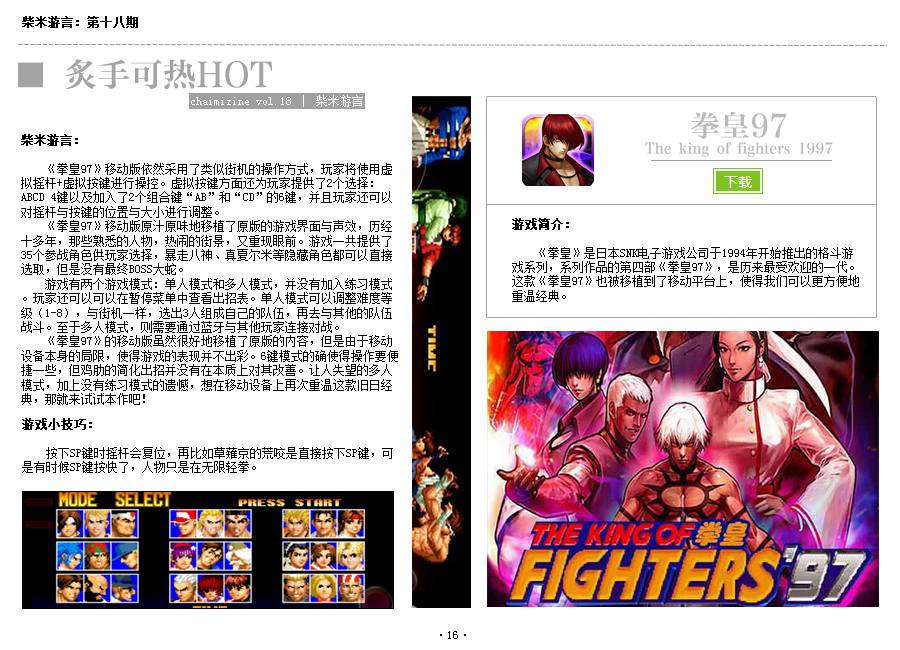 柴米游言：第十八期
炙手可热HOT
chaimizine vol.18 | 柴米游言
柴米游言：
《拳皇97》移动版依然采用了类似街机的操作方式，玩家将使用虚
拟摇杆+虚拟按键进行操控。虚拟按键方面还为玩家提供了2个选择：
ABCD 4键以及加入了2个组合键“AB”和“CD”的6键，并且玩家还可以
对摇杆与按键的位置与大小进行调整。
《拳皇97》移动版原汁原味地移植了原版的游戏界面与声效，历经
十多年，那些熟悉的人物，热闹的街景，又重现眼前。游戏一共提供了
35个参战角色供玩家选择，暴走八神、真夏尔米等隐藏角色都可以直接
选取，但是没有最终BOSS大蛇。
游戏有两个游戏模式：单人模式和多人模式，并没有加入练习模式
。玩家还可以可以在暂停菜单中查看出招表。单人模式可以调整难度等
级（1-8），与街机一样，选出3人组成自己的队伍，再去与其他的队伍
战斗。至于多人模式，则需要通过蓝牙与其他玩家连接对战。
《拳皇97》的移动版虽然很好地移植了原版的内容，但是由于移动
设备本身的局限，使得游戏的表现并不出彩。6键模式的确使得操作要便
捷一些，但鸡肋的简化出招并没有在本质上对其改善。让人失望的多人
模式，加上没有练习模式的遗憾，想在移动设备上再次重温这款旧日经
典，那就来试试本作吧！
游戏小技巧：
按下SP键时摇杆会复位，再比如草薙京的荒咬是直接按下SP键，可
是有时候SP键按快了，人物只是在无限轻拳。
MODE SELECT
PRESS START
TIME
TIME
拳皇97
The king of fighters 1997
下载
游戏简介：
《拳皇》是日本SNK电子游戏公司于1994年开始推出的格斗游
戏系列，系列作品的第四部《拳皇97》，是历来最受欢迎的一代。
这款《拳皇97》也被移植到了移动平台上，使得我们可以更方便地
重温经典。
THE KING OF 拳皇
FIGHTERS '97
· 16 ·